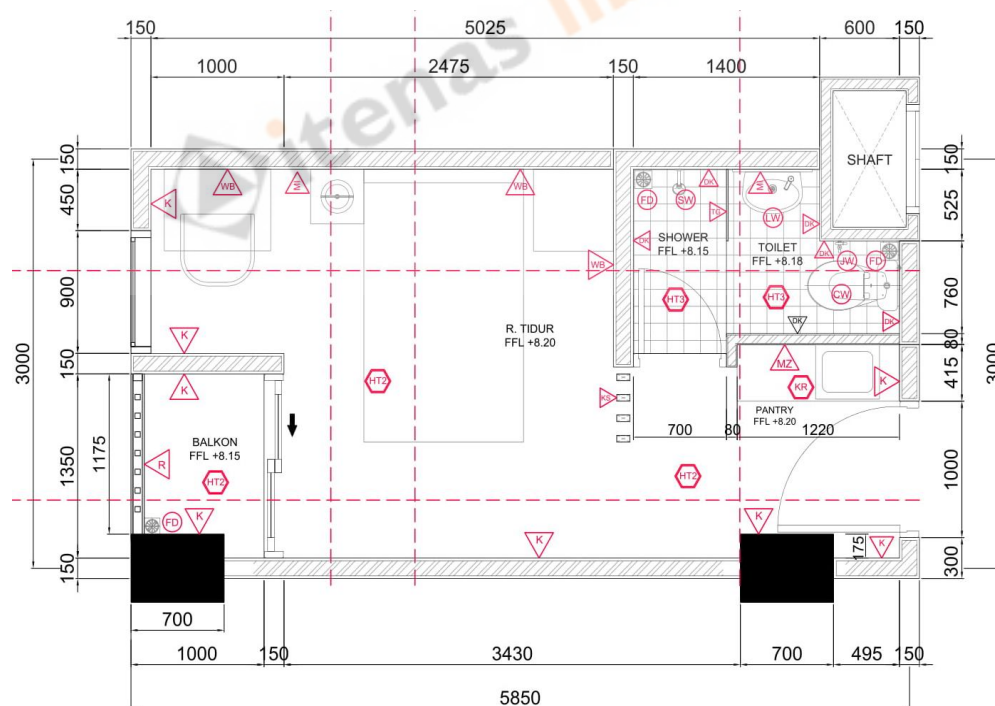 150
5025
600
150
1000
2475
150
1400
itenas
3000
150
450
900
150
1350
150
1175
150
525
760
80
415
1000
300
3000
SHAFT
WB
MI
WB
K
WB
FD
SW
DK
TG
DK
SHOWER
FFL +8.15
HT3
MI
LW
DK
TOILET
FFL +8.18
DK
JW
FD
CW
HT3
DK
DK
R. TIDUR
FFL +8.20
K
K
HT2
KS
MZ
KR
K
PANTRY
FFL +8.20
700
80
1220
BALKON
FFL +8.15
R
HT2
FD
K
HT2
K
K
K
175
700
1000
150
3430
700
495
150
5850